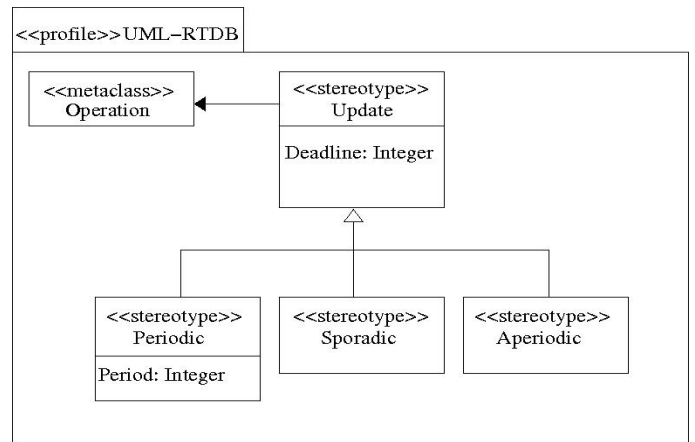 <<profile>>UML-RTDB
<<metaclass>>
Operation
<<stereotype>>
Update
Deadline: Integer
<<stereotype>>
Periodic
Period: Integer
<<stereotype>>
Sporadic
<<stereotype>>
Aperiodic